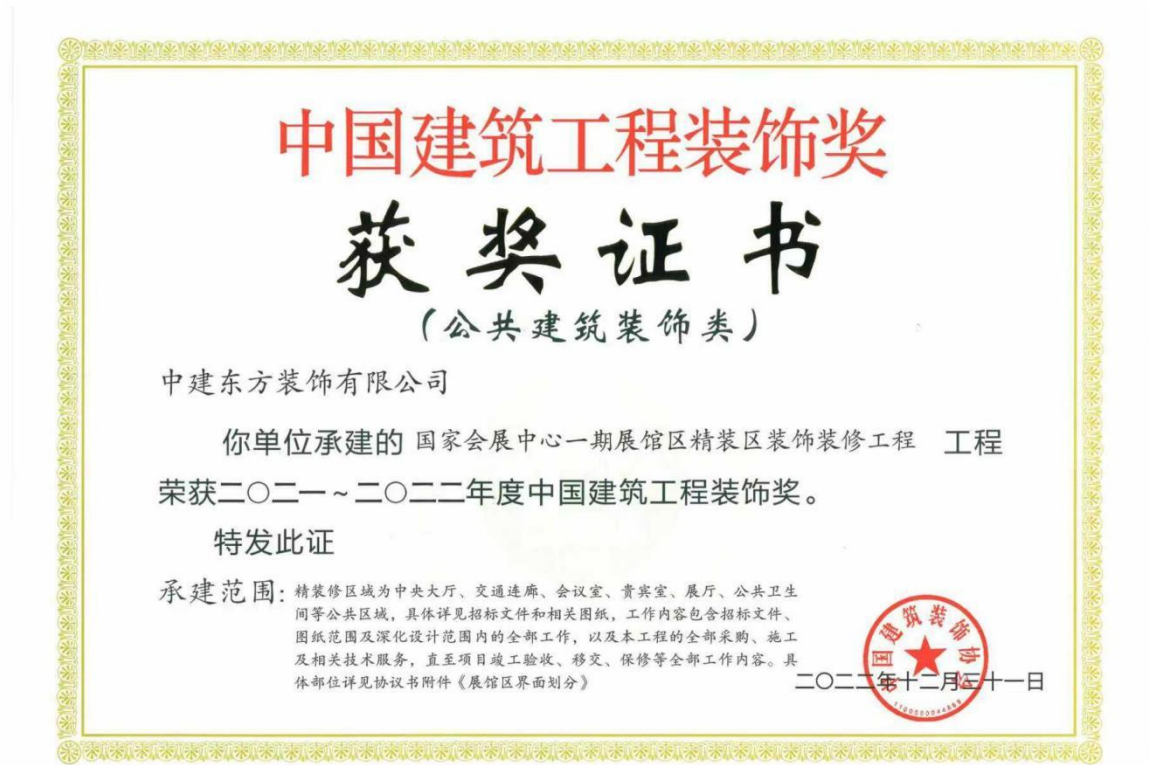 中国建筑工程装饰奖
获奖证书
（公共建筑装饰类）
中建东方装饰有限公司
你单位承建的 国家会展中心一期展馆区精装区装饰装修工程 工程
荣获二〇二一~二〇二二年度中国建筑工程装饰奖。
特发此证
承建范围：精装修区域为中央大厅、交通连廊、会议室、贵宾室、展厅、公共卫生
间等公共区域，具体详见招标文件和相关图纸，工作内容包含招标文件、
图纸范围及深化设计范围内的全部工作，以及本工程的全部采购、施工
及相关技术服务，直至项目竣工验收、移交、保修等全部工作内容。具
体部位详见协议书附件《展馆区界面划分》
中国建筑装饰协会
二〇二二年十二月三十一日